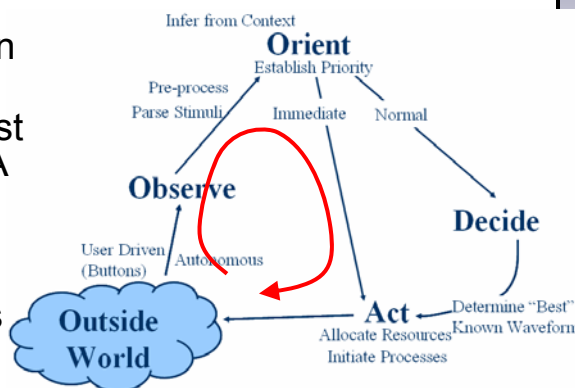 Infer from Context
Orient
Establish Priority
Pre-process
Parse Stimuli
Immediate
Normal
Observe
Decide
User Driven
(Buttons)
Autonomous
Outside
World
Act
Allocate Resources
Initiate Processes
Determine “Best”
Known Waveform
n
st
A
s